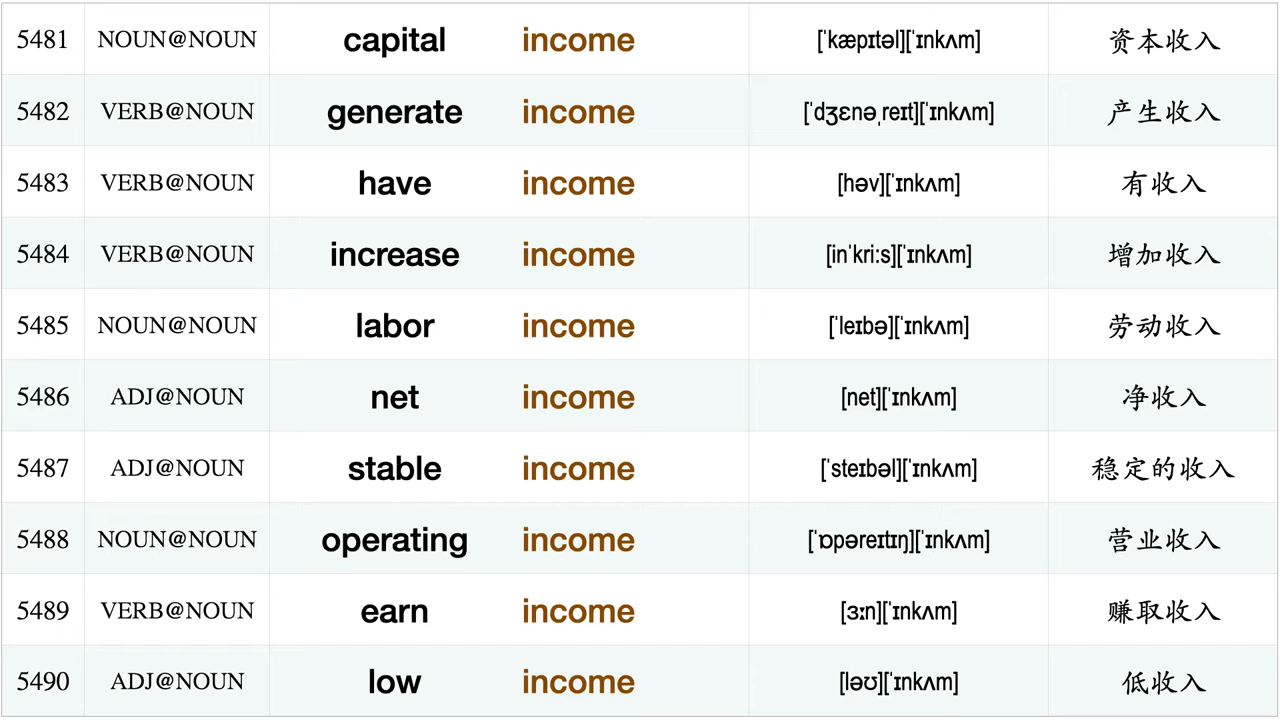 5481 NOUN@NOUN capital income [ˈkæpɪtəl][ˈɪnkʌm] 资本收入
5482 VERB@NOUN generate income [ˈdʒɛnəˌreɪt][ˈɪnkʌm] 产生收入
5483 VERB@NOUN have income [həv][ˈɪnkʌm] 有收入
5484 VERB@NOUN increase income [inˈkri:s][ˈɪnkʌm] 增加收入
5485 NOUN@NOUN labor income [ˈleɪbə][ˈɪnkʌm] 劳动收入
5486 ADJ@NOUN net income [net][ˈɪnkʌm] 净收入
5487 ADJ@NOUN stable income [ˈsteɪbəl][ˈɪnkʌm] 稳定的收入
5488 NOUN@NOUN operating income [ˈɒpəreɪtɪŋ][ˈɪnkʌm] 营业收入
5489 VERB@NOUN earn income [ɜːn][ˈɪnkʌm] 赚取收入
5490 ADJ@NOUN low income [ləʊ][ˈɪnkʌm] 低收入